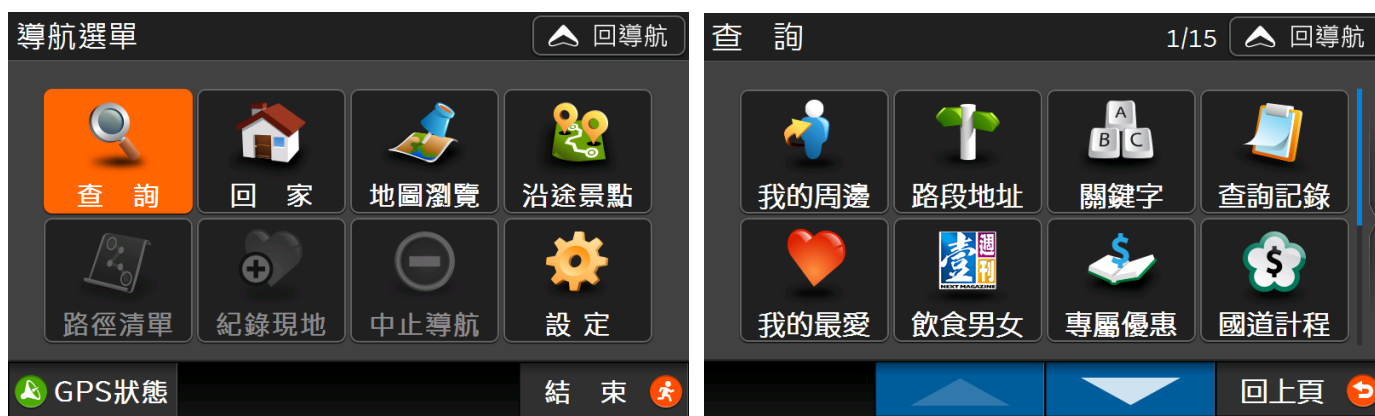 導航選單
回導航
查 詢
回 家
地圖瀏覽
沿途景點
路徑清單
紀錄現地
中止導航
設 定
GPS狀態
結 束
查 詢
1/15
回導航
我的周邊
路段地址
A
B C
關鍵字
查詢記錄
我的最愛
壹週刊
NEXT MAGAZINE
飲食男女
$
專屬優惠
$
國道計程
回上頁